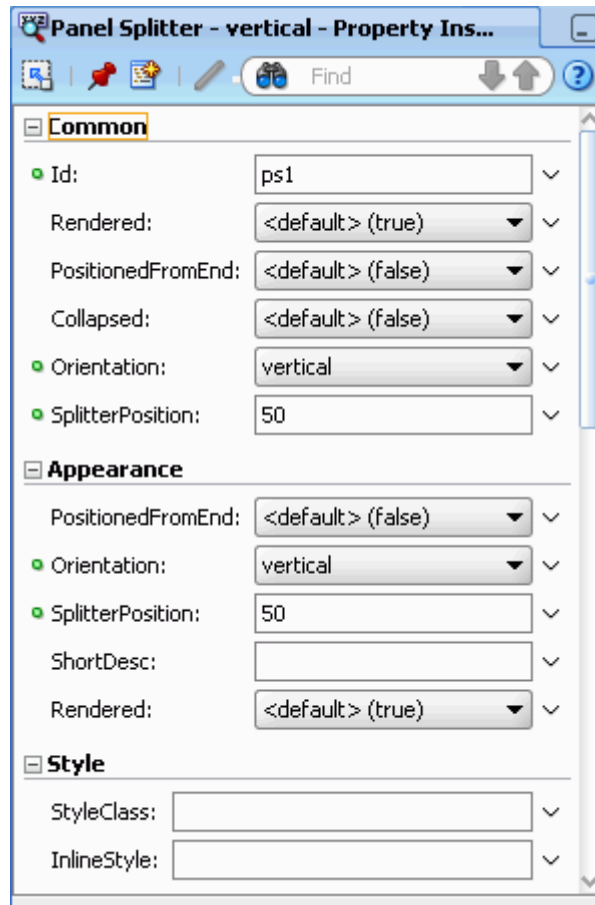 Panel Splitter - vertical - Property Ins...
Find
Common
Id: ps1
Rendered: <default> (true)
PositionedFromEnd: <default> (false)
Collapsed: <default> (false)
Orientation: vertical
SplitterPosition: 50
Appearance
PositionedFromEnd: <default> (false)
Orientation: vertical
SplitterPosition: 50
ShortDesc:
Rendered: <default> (true)
Style
StyleClass:
InlineStyle: